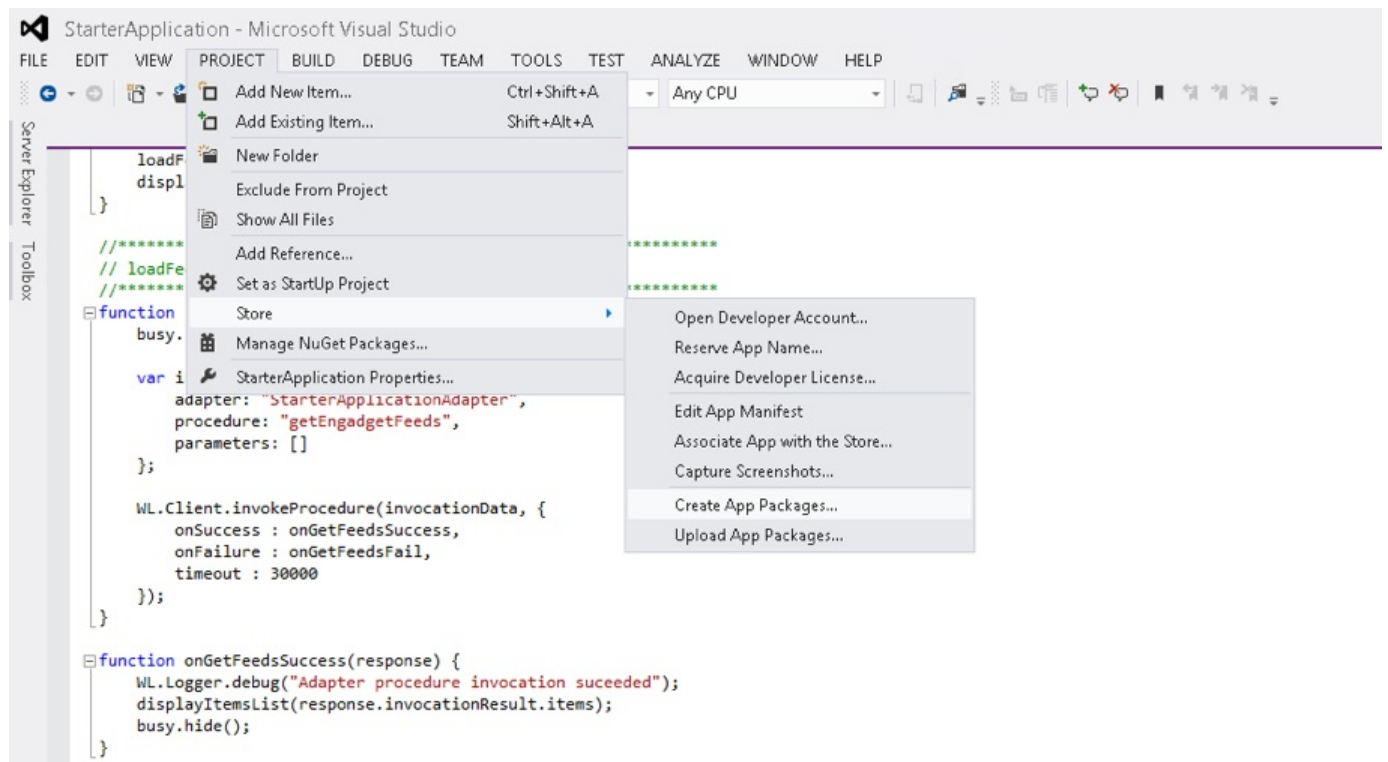 StarterApplication - Microsoft Visual Studio
FILE EDIT VIEW PROJECT BUILD DEBUG TEAM TOOLS TEST ANALYZE WINDOW HELP
Any CPU
Server Explorer
Toolbox
Add New Item... Ctrl+Shift+A
Add Existing Item... Shift+Alt+A
New Folder
Exclude From Project
Show All Files
Add Reference...
Set as StartUp Project
Store
Manage NuGet Packages...
StarterApplication Properties...
Open Developer Account...
Reserve App Name...
Acquire Developer License...
Edit App Manifest
Associate App with the Store...
Capture Screenshots...
Create App Packages...
Upload App Packages...
loadF
displ
}
//*******
**********
// loadFe
//*******
**********
function
busy.
var i
adapter: "StarterApplicationAdapter",
procedure: "getEngadgetFeeds",
parameters: []
};
WL.Client.invokeProcedure(invocationData, {
onSuccess : onGetFeedsSuccess,
onFailure : onGetFeedsFail,
timeout : 30000
});
}
function onGetFeedsSuccess(response) {
WL.Logger.debug("Adapter procedure invocation suceeded");
displayItemsList(response.invocationResult.items);
busy.hide();
}